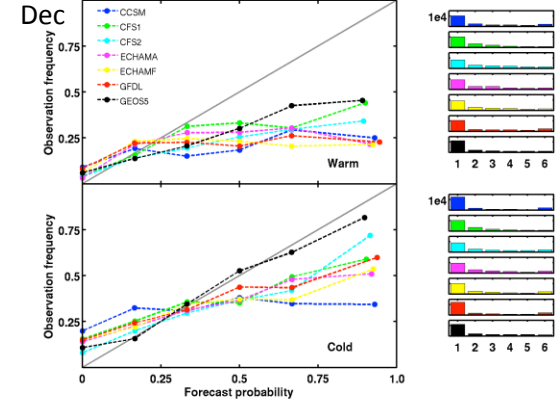 Dec
CCSM
CFS1
CFS2
ECHAMA
ECHAMF
GFDL
GEOS5
Observation frequency
0.75
0.5
0.25
Warm
1e4
1 2 3 4 5 6
Observation frequency
0.75
0.5
0.25
Cold
0 0.25 0.5 0.75 1.0
Forecast probability
1e4
1 2 3 4 5 6